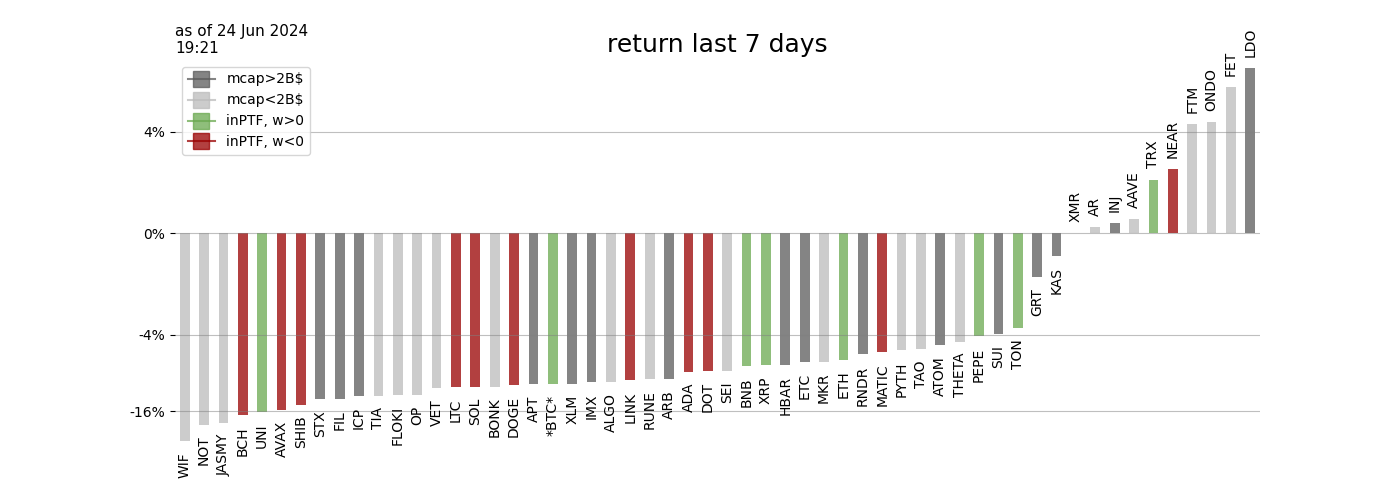 as of 24 Jun 2024
19:21
return last 7 days
mcap>2B$
mcap<2B$
inPTF, w>0
inPTF, w<0
4%
0%
-4%
-16%
WIF
NOT
JASMY
BCH
UNI
AVAX
SHIB
STX
FIL
ICP
TIA
FLOKI
OP
VET
LTC
SOL
BONK
DOGE
APT
*BTC*
XLM
IMX
ALGO
LINK
RUNE
ARB
ADA
DOT
SEI
BNB
XRP
HBAR
ETC
MKR
ETH
RNDR
MATIC
PYTH
TAO
ATOM
THETA
PEPE
SUI
TON
GRT
KAS
XMR
AR
INJ
AAVE
TRX
NEAR
FTM
ONDO
FET
LDO